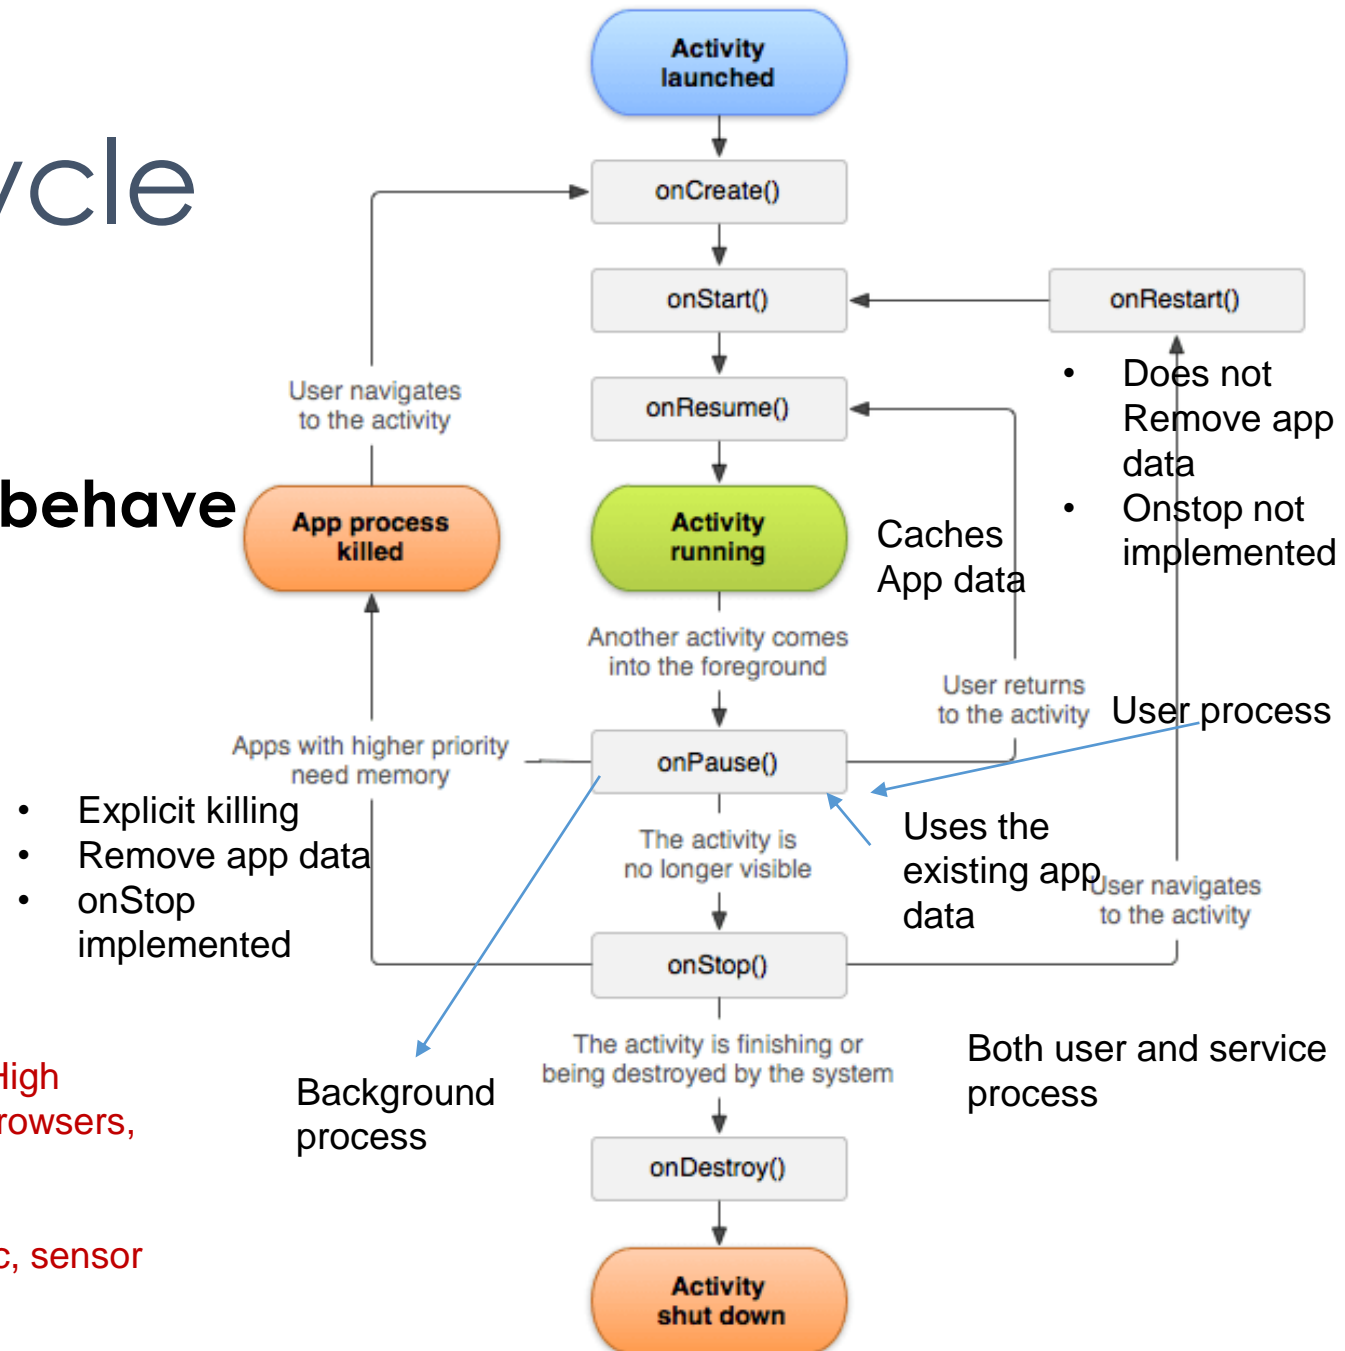 Activity
launched
ycle
onCreate()
onStart()
onRestart()
User navigates
to the activity
onResume()
• Does not
Remove app
data
• Onstop not
implemented
behave
App process
killed
Activity
running
Caches
App data
Another activity comes
into the foreground
User returns
to the activity
User process
Apps with higher priority
need memory
onPause()
• Explicit killing
• Remove app data
• onStop
implemented
The activity is
no longer visible
Uses the
existing app
data
User navigates
to the activity
onStop()
The activity is finishing or
being destroyed by the system
Both user and service
process
High
rowsers,
Background
process
onDestroy()
c, sensor
Activity
shut down